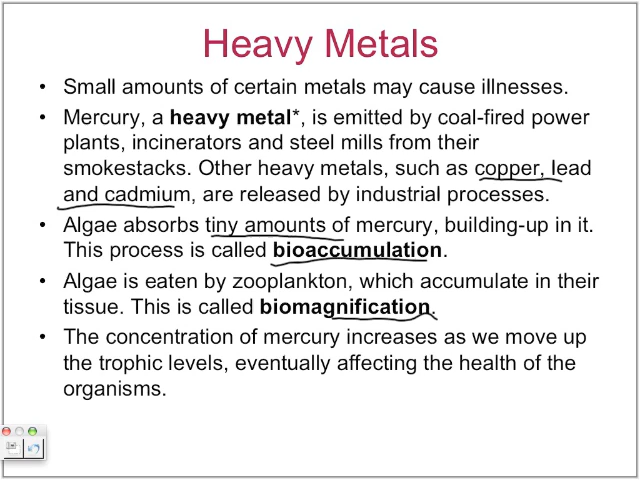 Heavy Metals
• Small amounts of certain metals may cause illnesses.
• Mercury, a heavy metal*, is emitted by coal-fired power
plants, incinerators and steel mills from their
smokestacks. Other heavy metals, such as copper, lead
and cadmium, are released by industrial processes.
• Algae absorbs tiny amounts of mercury, building-up in it.
This process is called bioaccumulation.
• Algae is eaten by zooplankton, which accumulate in their
tissue. This is called biomagnification.
• The concentration of mercury increases as we move up
the trophic levels, eventually affecting the health of the
organisms.